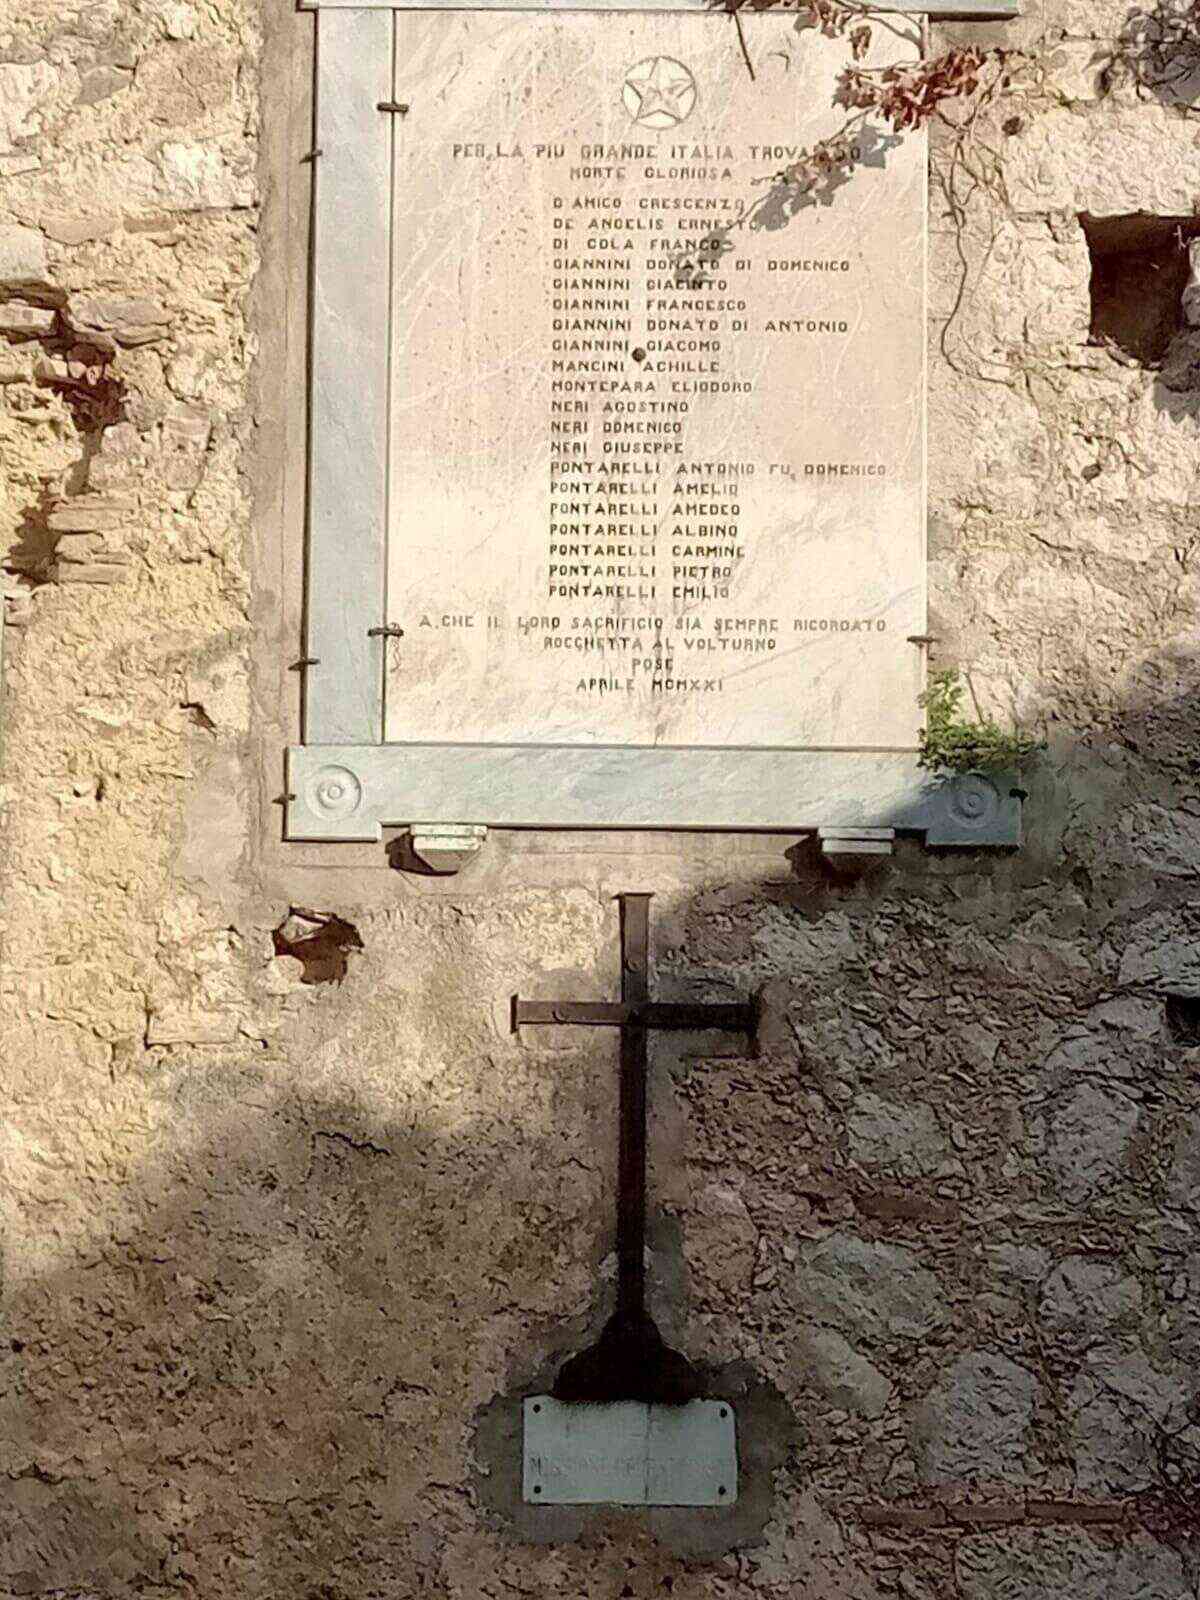 PER LA PIU GRANDE ITALIA TROVARONO
MORTE GLORIOSA
D'AMICO CRESCENZO
DE ANGELIS ERNESTO
DI COLA FRANCO
GIANNINI DONATO DI DOMENICO
GIANNINI GIACINTO
GIANNINI FRANCESCO
GIANNINI DONATO DI ANTONIO
GIANNINI GIACOMO
MANCINI ACHILLE
MONTEPARA ELIODORO
NERI AGOSTINO
NERI DOMENICO
NERI GIUSEPPE
PONTARELLI ANTONIO FU DOMENICO
PONTARELLI AMELIO
PONTARELLI AMEDEO
PONTARELLI ALBINO
PONTARELLI CARMINE
PONTARELLI PIETRO
PONTARELLI EMILIO
A CHE IL LORO SACRIFICIO SIA SEMPRE RICORDATO
ROCCHETTA AL VOLTURNO
POSE
APRILE MCMXXI